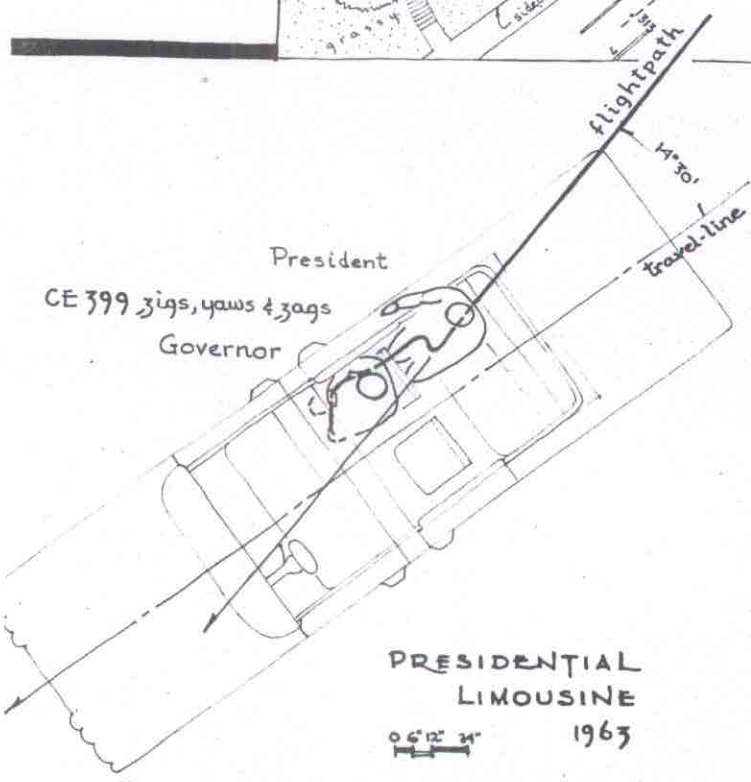 grassy
flightpath
14°30'
travel-line
President
CE 399 zigs, yaws & zags
Governor
PRESIDENTIAL
LIMOUSINE
1963
0 6" 12" 24"